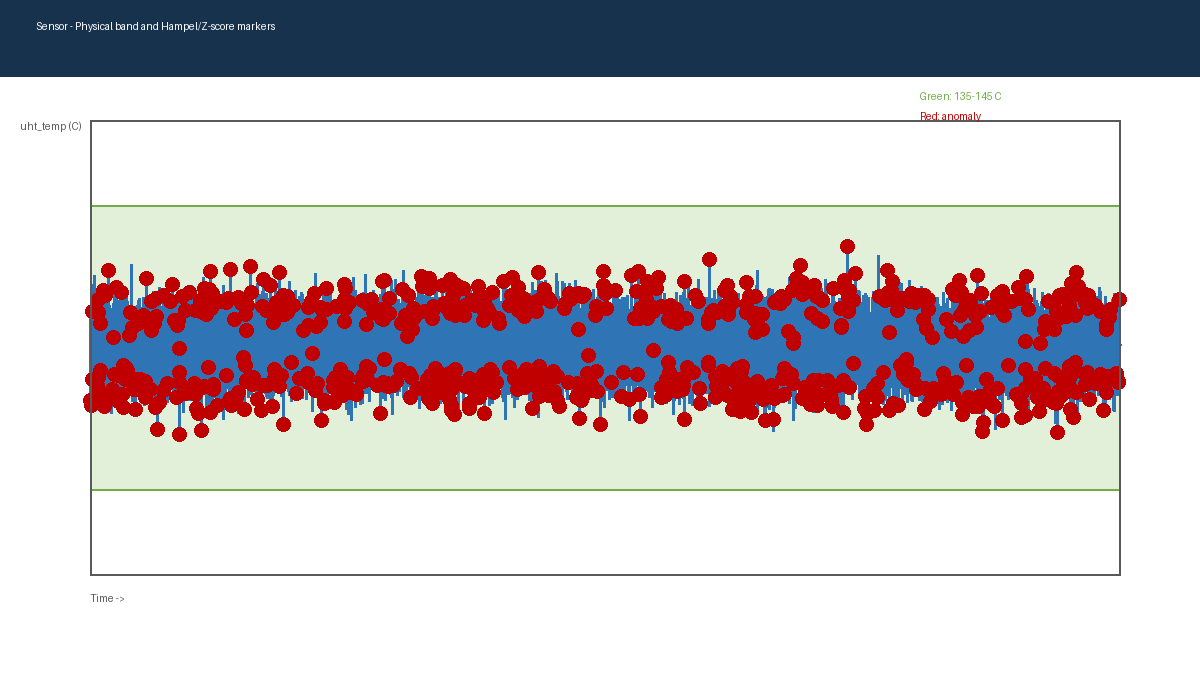 Sensor - Physical band and Hampel/Z-score markers
Green: 135-145 C
Red: anomaly
uht_temp (C)
Time ->